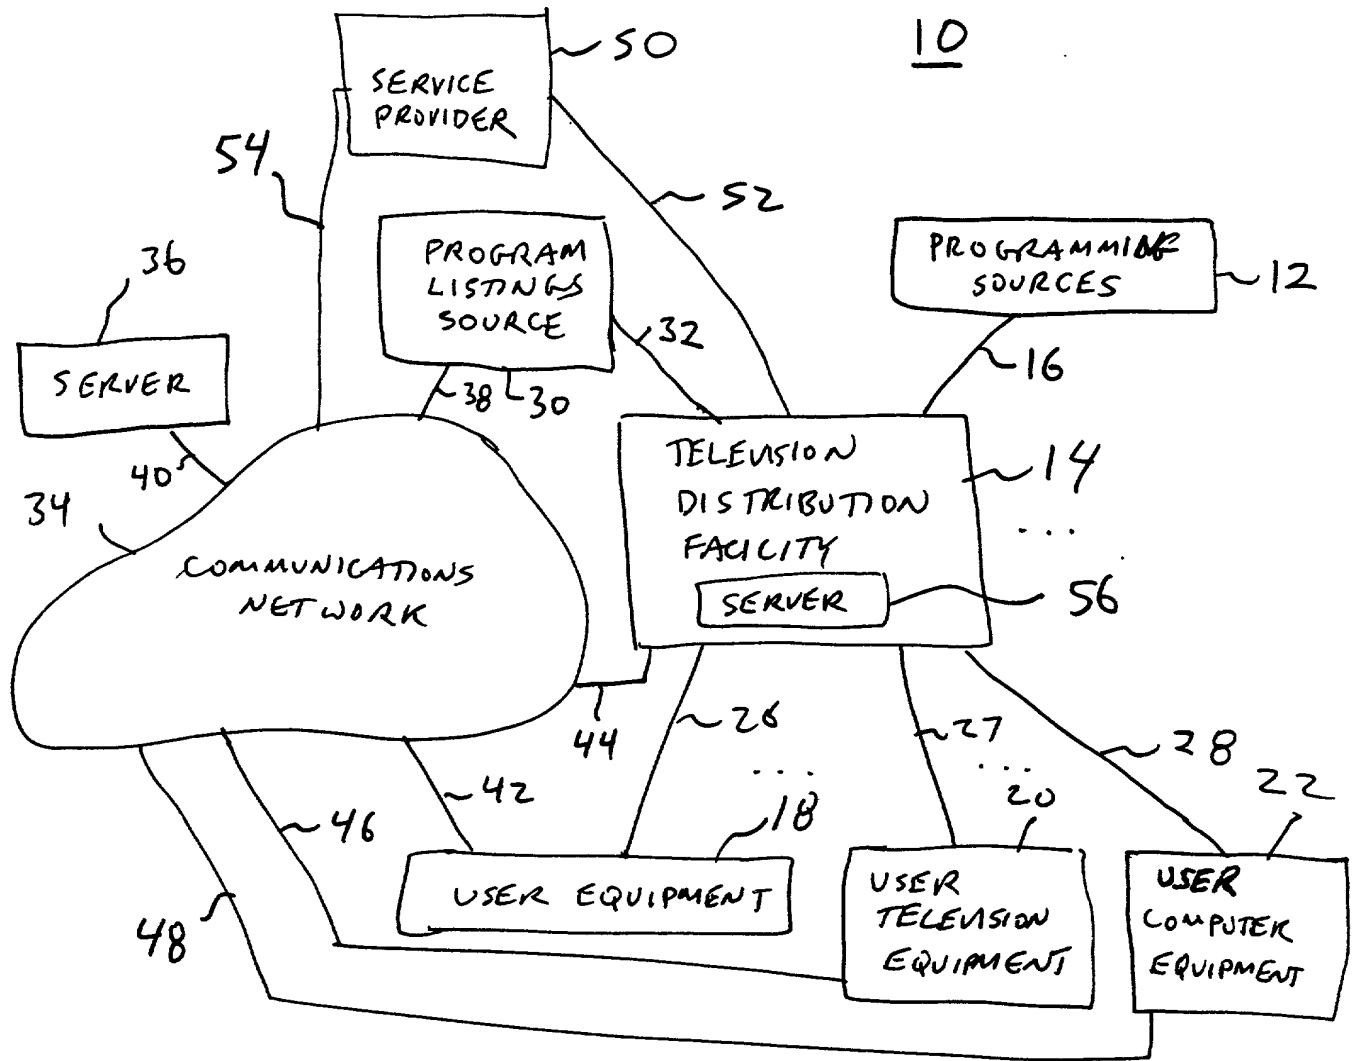 10
50
SERVICE
PROVIDER
54
52
36
PROGRAM
LISTINGS
SOURCE
PROGRAMMING
SOURCES
12
32
16
SERVER
38
30
40
34
TELEVISION
DISTRIBUTION
FACILITY
14
...
SERVER
56
COMMUNICATIONS
NETWORK
44
26
27
28
...
...
42
18
20
22
46
48
USER EQUIPMENT
USER
TELEVISION
EQUIPMENT
USER
COMPUTER
EQUIPMENT